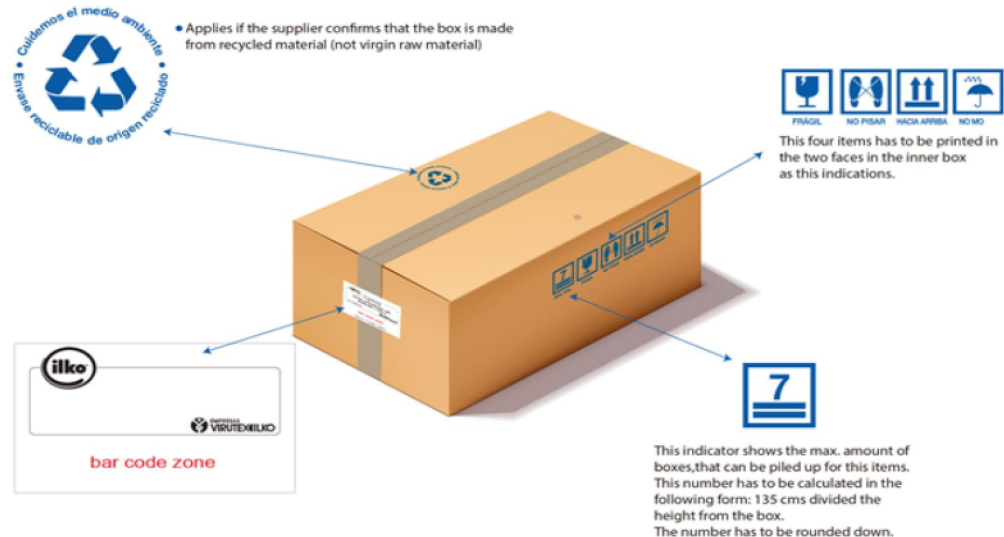 Cuidemos el medio ambiente
Envase reciclable de origen reciclado
• Applies if the supplier confirms that the box is made
from recycled material (not virgin raw material)
FRÁGIL
NO PISAR
HACIA ARRIBA
NO MO
This four items has to be printed in
the two faces in the inner box
as this indications.
7
bar code zone
ilko
EMPRESAS
VIRUTEX ILKO
bar code zone
7
This indicator shows the max. amount of
boxes,that can be piled up for this items.
This number has to be calculated in the
following form: 135 cms divided the
height from the box.
The number has to be rounded down.